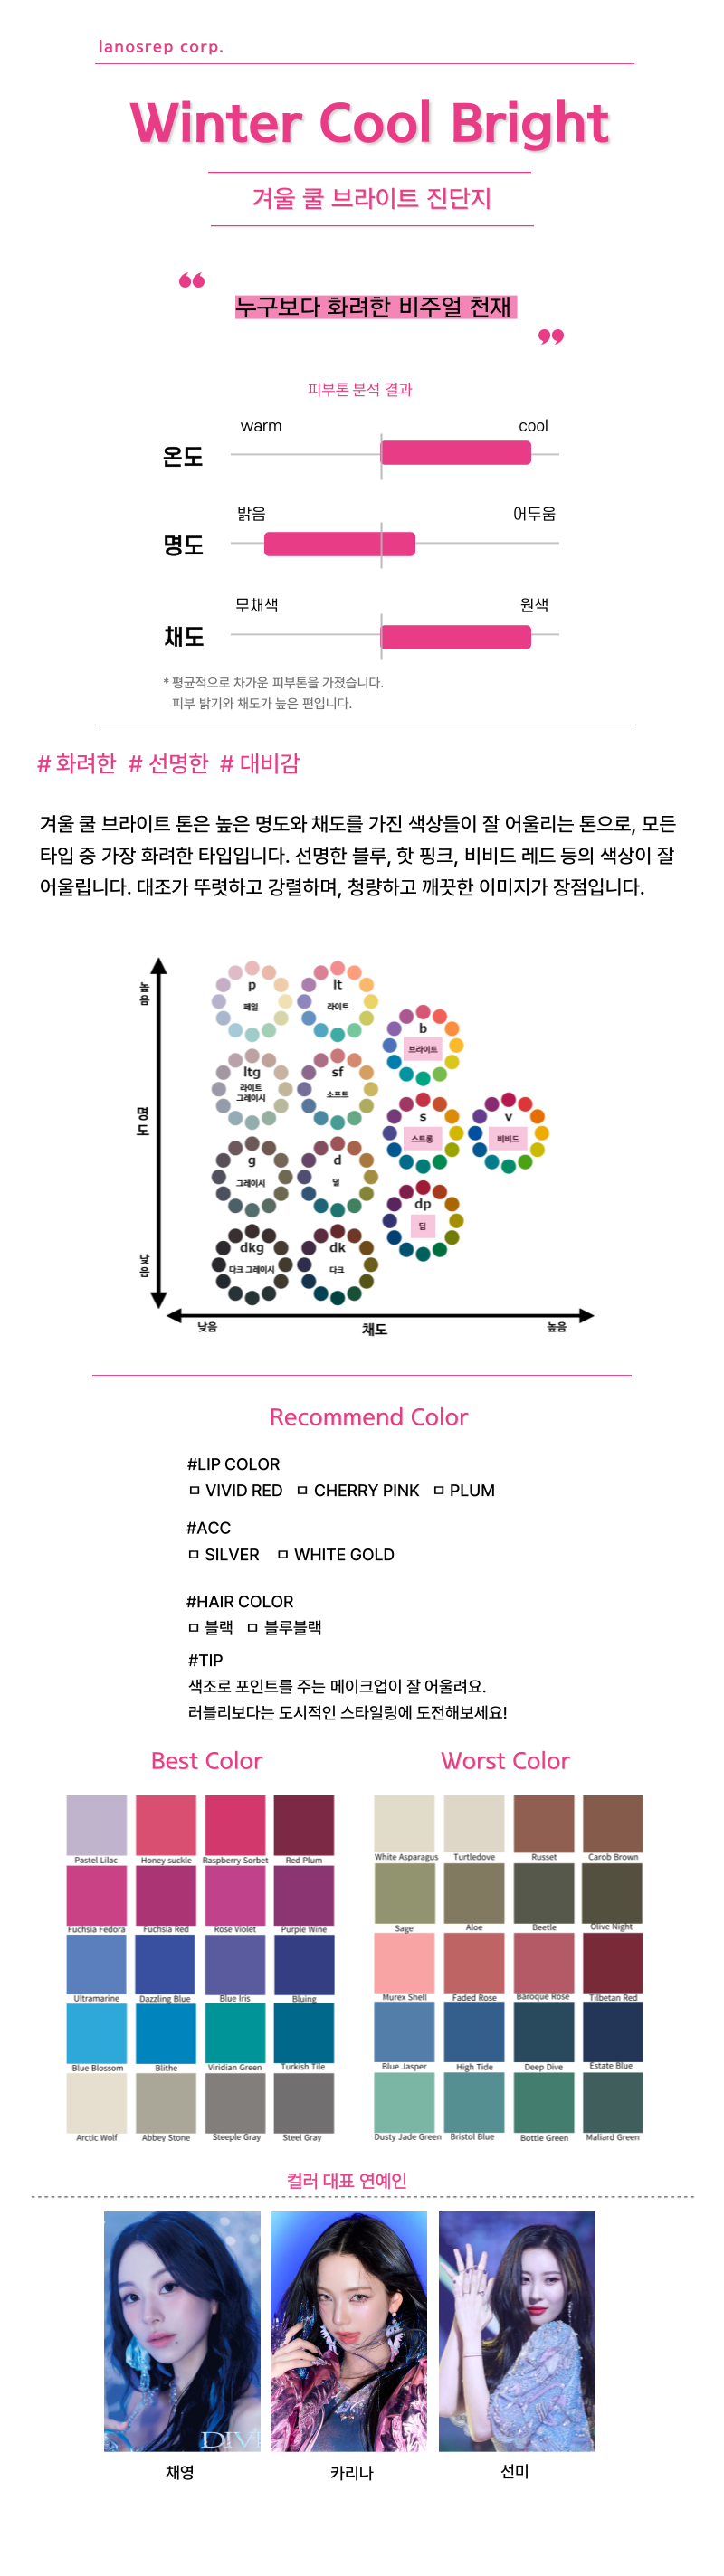 lanosrep corp.
Winter Cool Bright
겨울 쿨 브라이트 진단지
❝
누구보다 화려한 비주얼 천재
❞
피부톤 분석 결과
warm cool
온도
밝음 어두움
명도
무채색 원색
채도
* 평균적으로 차가운 피부톤을 가졌습니다.
피부 밝기와 채도가 높은 편입니다.
# 화려한 # 선명한 # 대비감
겨울 쿨 브라이트 톤은 높은 명도와 채도를 가진 색상들이 잘 어울리는 톤으로, 모든
타입 중 가장 화려한 타입입니다. 선명한 블루, 핫 핑크, 비비드 레드 등의 색상이 잘
어울립니다. 대조가 뚜렷하고 강렬하며, 청량하고 깨끗한 이미지가 장점입니다.
높음
명도
낮음
p
페일
lt
라이트
b
브라이트
ltg
라이트
그레이시
sf
소프트
s
스트롱
v
비비드
g
그레이시
d
덜
dp
딥
dkg
다크 그레이시
dk
다크
낮음 채도 높음
Recommend Color
#LIP COLOR
ㅁ VIVID RED ㅁ CHERRY PINK ㅁ PLUM
#ACC
ㅁ SILVER ㅁ WHITE GOLD
#HAIR COLOR
ㅁ 블랙 ㅁ 블루블랙
#TIP
색조로 포인트를 주는 메이크업이 잘 어울려요.
러블리보다는 도시적인 스타일링에 도전해보세요!
Best Color
Pastel Lilac Honey suckle Raspberry Sorbet Red Plum
Fuchsia Fedora Fuchsia Red Rose Violet Purple Wine
Ultramarine Dazzling Blue Blue Iris Bluing
Blue Blossom Blithe Viridian Green Turkish Tile
Arctic Wolf Abbey Stone Steeple Gray Steel Gray
Worst Color
White Asparagus Turtledove Russet Carob Brown
Sage Aloe Beetle Olive Night
Murex Shell Faded Rose Baroque Rose Tilbetan Red
Blue Jasper High Tide Deep Dive Estate Blue
Dusty Jade Green Bristol Blue Bottle Green Maliard Green
컬러 대표 연예인
DIVE
채영 카리나 선미